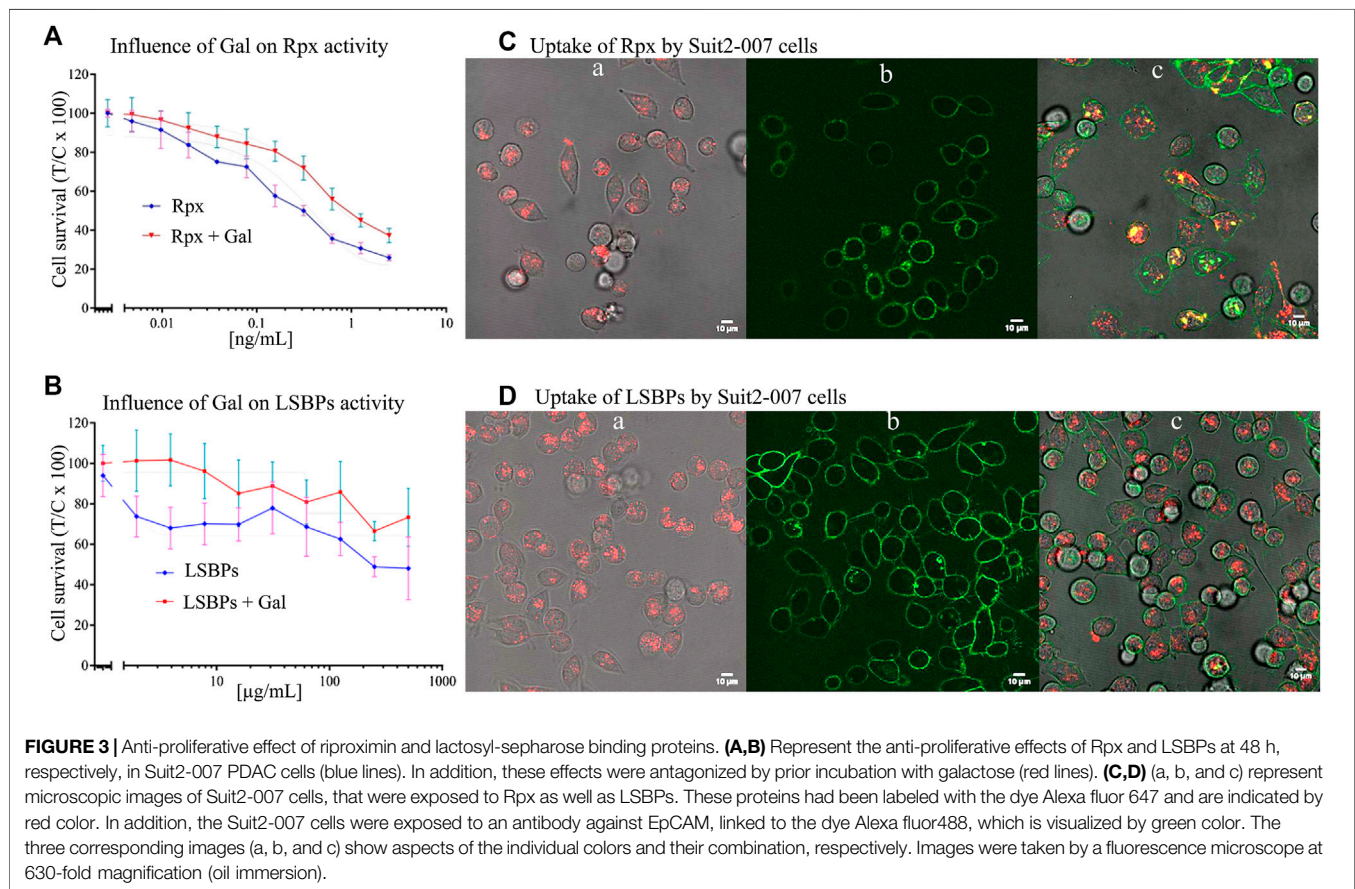 A
Influence of Gal on Rpx activity
Cell survival (T/C x 100)
120
100
80
60
40
20
0
Rpx
Rpx + Gal
0.01
0.1
1
10
[ng/mL]
C Uptake of Rpx by Suit2-007 cells
a
b
c
10 μm
10 μm
10 μm
B
Influence of Gal on LSBPs activity
Cell survival (T/C x 100)
120
100
80
60
40
20
0
LSBPs
LSBPs + Gal
10
100
1000
[μg/mL]
D Uptake of LSBPs by Suit2-007 cells
a
b
c
10 μm
10 μm
10 μm
FIGURE 3 | Anti-proliferative effect of riproximin and lactosyl-sepharose binding proteins. (A,B) Represent the anti-proliferative effects of Rpx and LSBPs at 48 h,
respectively, in Suit2-007 PDAC cells (blue lines). In addition, these effects were antagonized by prior incubation with galactose (red lines). (C,D) (a, b, and c) represent
microscopic images of Suit2-007 cells, that were exposed to Rpx as well as LSBPs. These proteins had been labeled with the dye Alexa fluor 647 and are indicated by
red color. In addition, the Suit2-007 cells were exposed to an antibody against EpCAM, linked to the dye Alexa fluor488, which is visualized by green color. The
three corresponding images (a, b, and c) show aspects of the individual colors and their combination, respectively. Images were taken by a fluorescence microscope at
630-fold magnification (oil immersion).